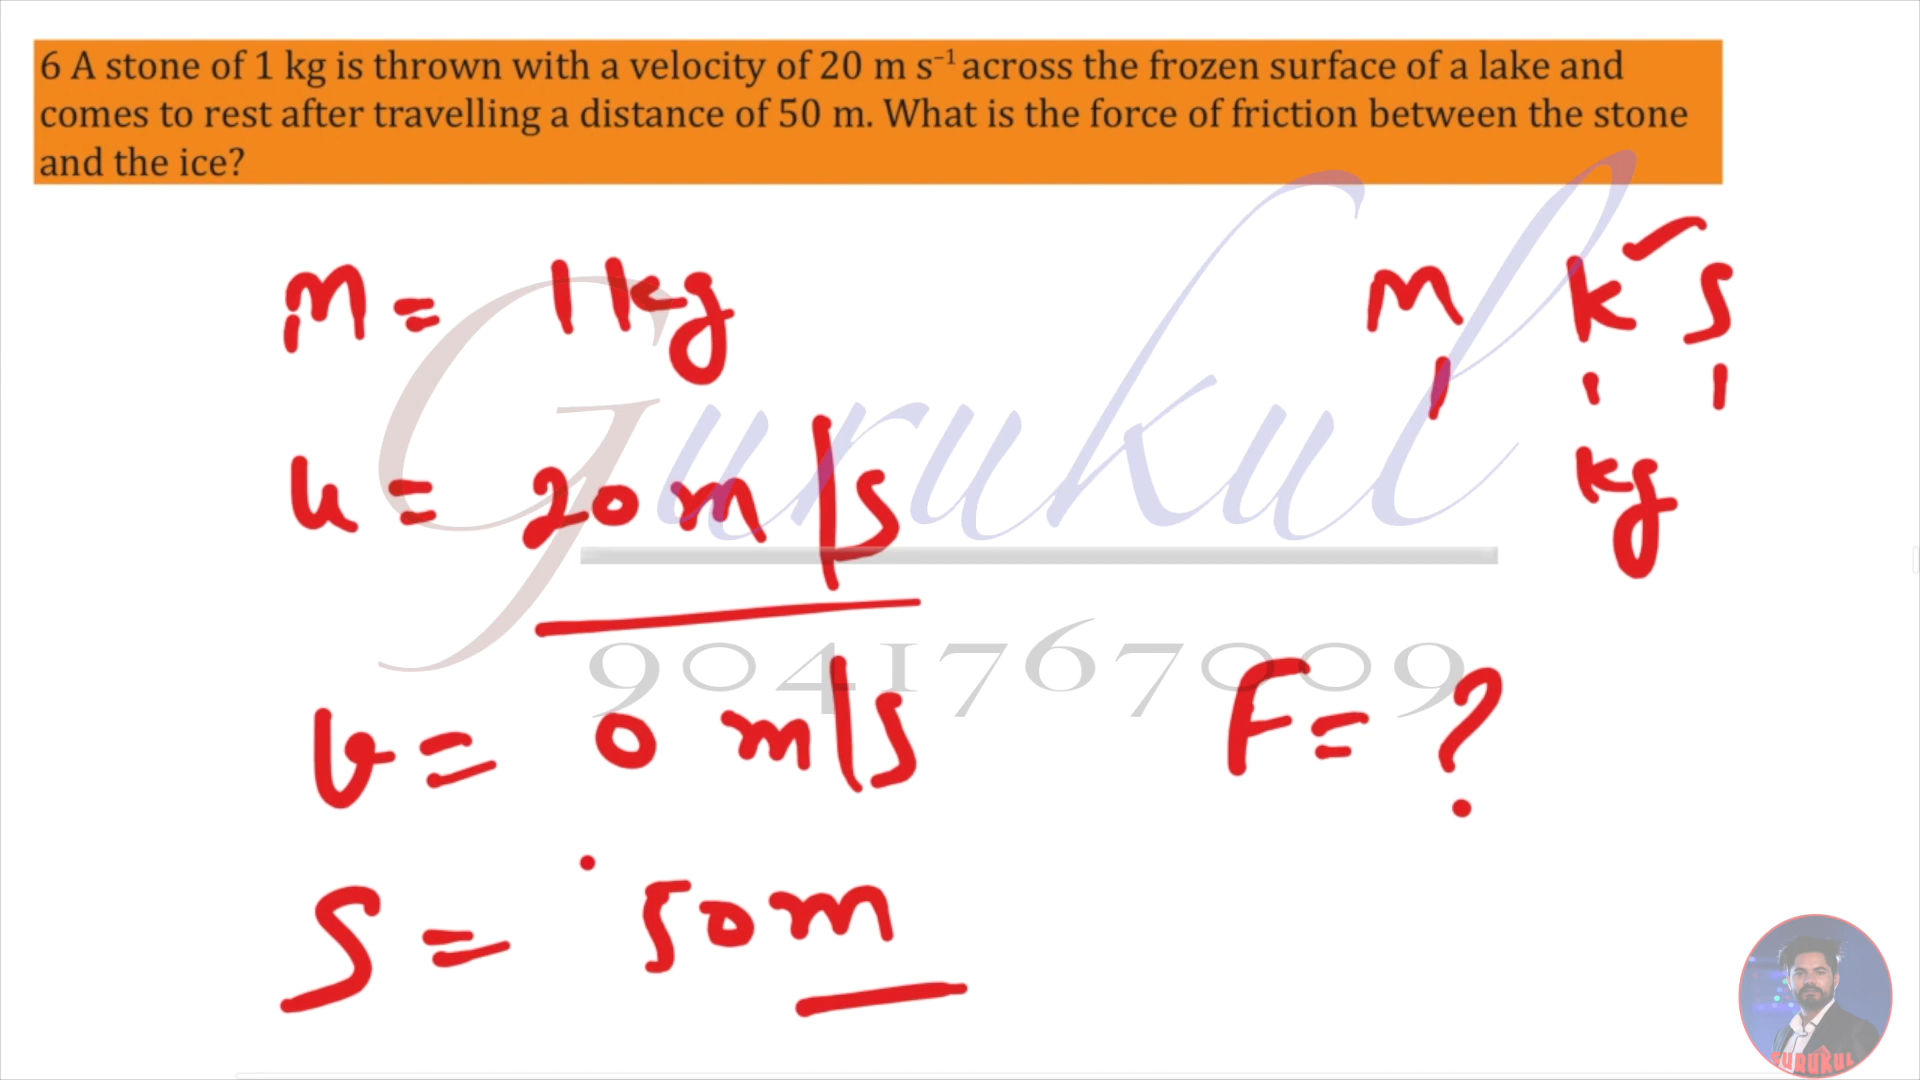 6 A stone of 1 kg is thrown with a velocity of 20 m s⁻¹ across the frozen surface of a lake and
comes to rest after travelling a distance of 50 m. What is the force of friction between the stone
and the ice?
m = 1kg
m k s
kg
u = 20m/s
Gurukul
9041767009
v = 0 m/s
F = ?
S = 50m
GURUKUL